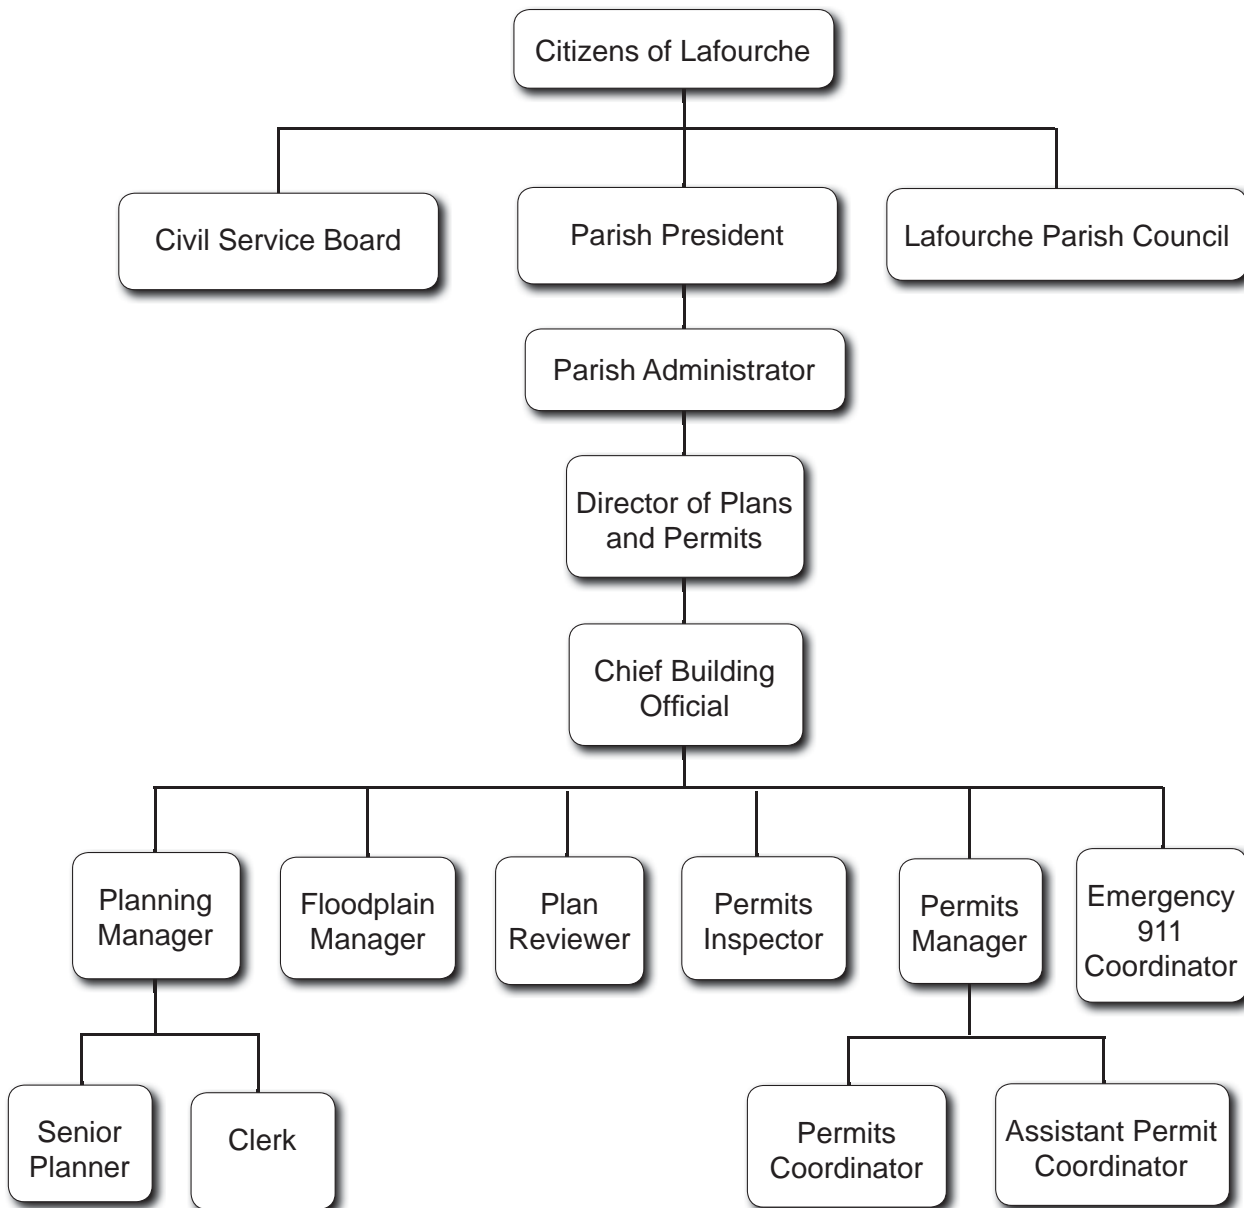 Citizens of Lafourche
Civil Service Board
Parish President
Lafourche Parish Council
Parish Administrator
Director of Plans
and Permits
Chief Building
Official
Planning
Manager
Floodplain
Manager
Plan
Reviewer
Permits
Inspector
Permits
Manager
Emergency
911
Coordinator
Senior
Planner
Clerk
Permits
Coordinator
Assistant Permit
Coordinator